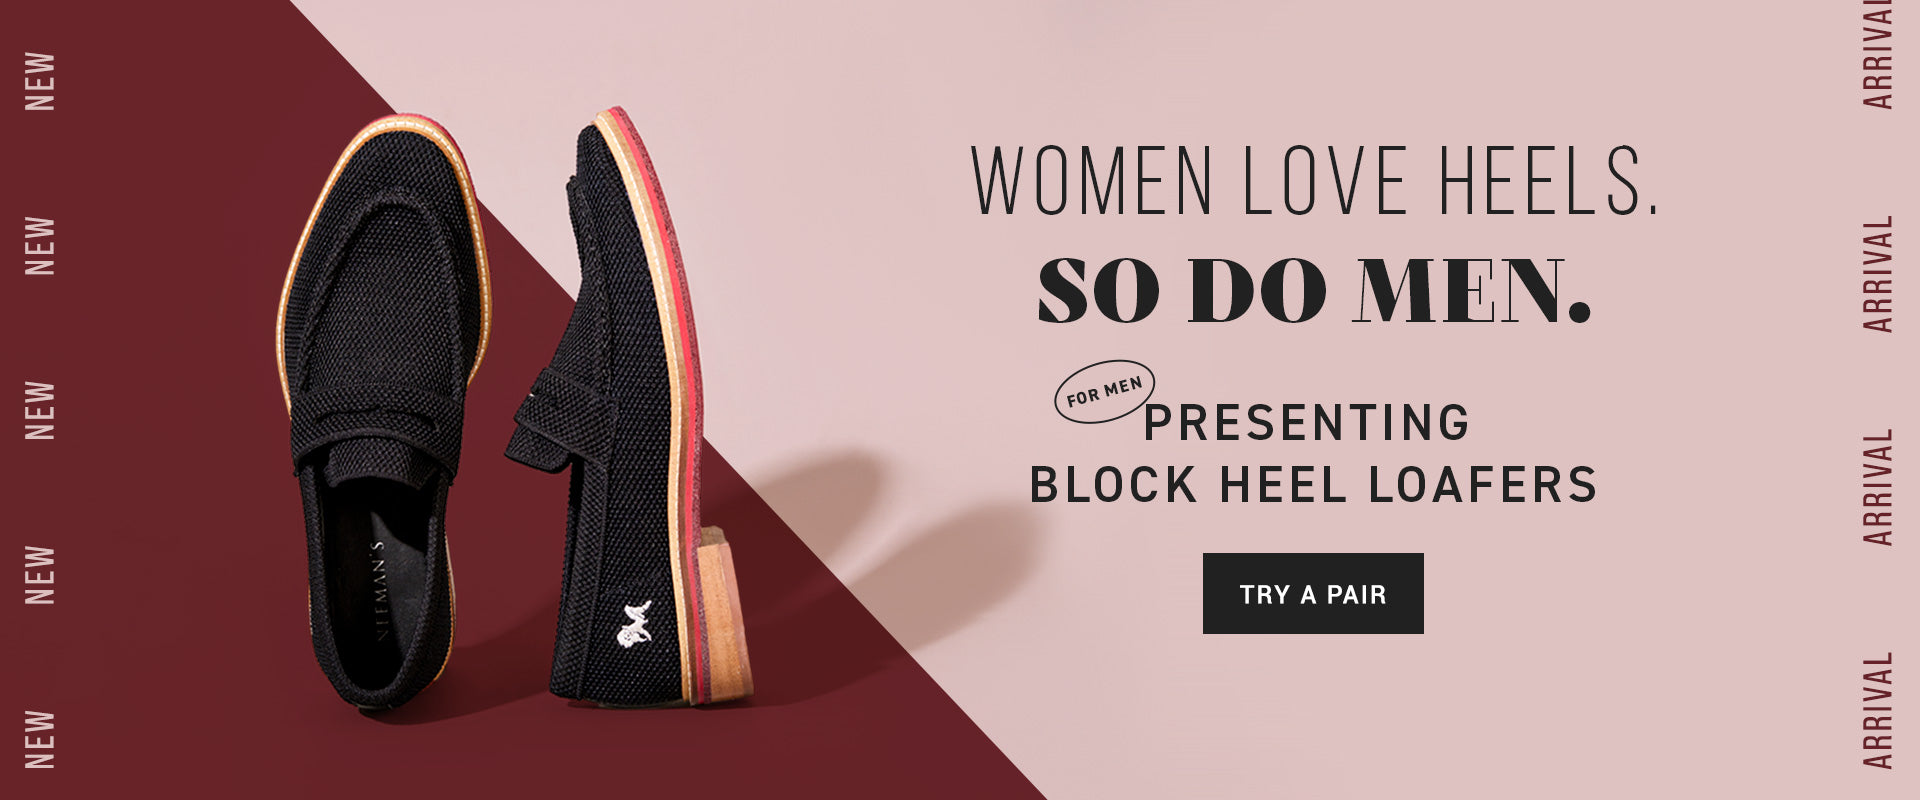 NEW
NEW
NEW
NEW
NEW
NEEMAN'S
WOMEN LOVE HEELS.
SO DO MEN.
FOR MEN
PRESENTING
BLOCK HEEL LOAFERS
TRY A PAIR
ARRIVAL
ARRIVAL
ARRIVAL
ARRIVAL